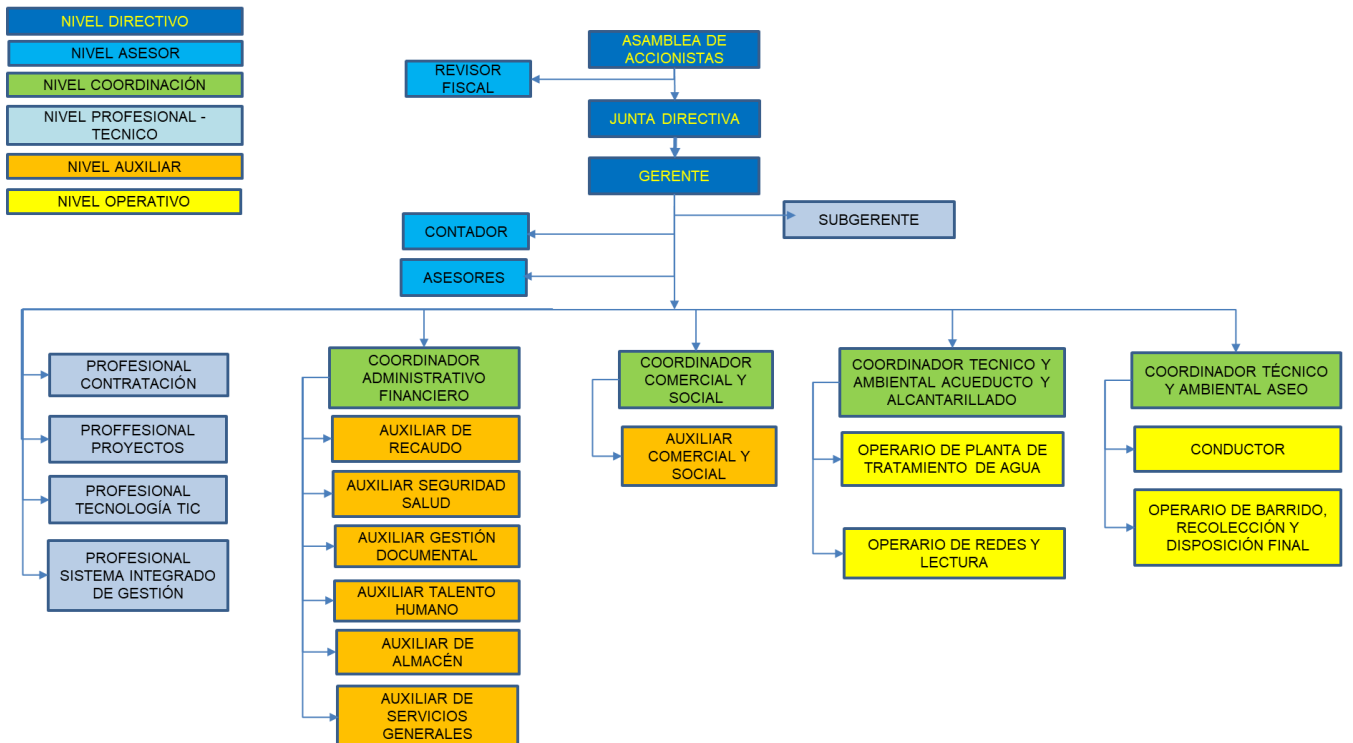 NIVEL DIRECTIVO
NIVEL ASESOR
NIVEL COORDINACIÓN
NIVEL PROFESIONAL -
TECNICO
NIVEL AUXILIAR
NIVEL OPERATIVO
ASAMBLEA DE
ACCIONISTAS
REVISOR
FISCAL
JUNTA DIRECTIVA
GERENTE
SUBGERENTE
CONTADOR
ASESORES
PROFESIONAL
CONTRATACIÓN
PROFFESIONAL
PROYECTOS
PROFESIONAL
TECNOLOGÍA TIC
PROFESIONAL
SISTEMA INTEGRADO
DE GESTIÓN
COORDINADOR
ADMINISTRATIVO
FINANCIERO
AUXILIAR DE
RECAUDO
AUXILIAR SEGURIDAD
SALUD
AUXILIAR GESTIÓN
DOCUMENTAL
AUXILIAR TALENTO
HUMANO
AUXILIAR DE
ALMACÉN
AUXILIAR DE
SERVICIOS
GENERALES
COORDINADOR
COMERCIAL Y
SOCIAL
AUXILIAR
COMERCIAL Y
SOCIAL
COORDINADOR TECNICO Y
AMBIENTAL ACUEDUCTO Y
ALCANTARILLADO
OPERARIO DE PLANTA DE
TRATAMIENTO DE AGUA
OPERARIO DE REDES Y
LECTURA
COORDINADOR TÉCNICO
Y AMBIENTAL ASEO
CONDUCTOR
OPERARIO DE BARRIDO,
RECOLECCIÓN Y
DISPOSICIÓN FINAL